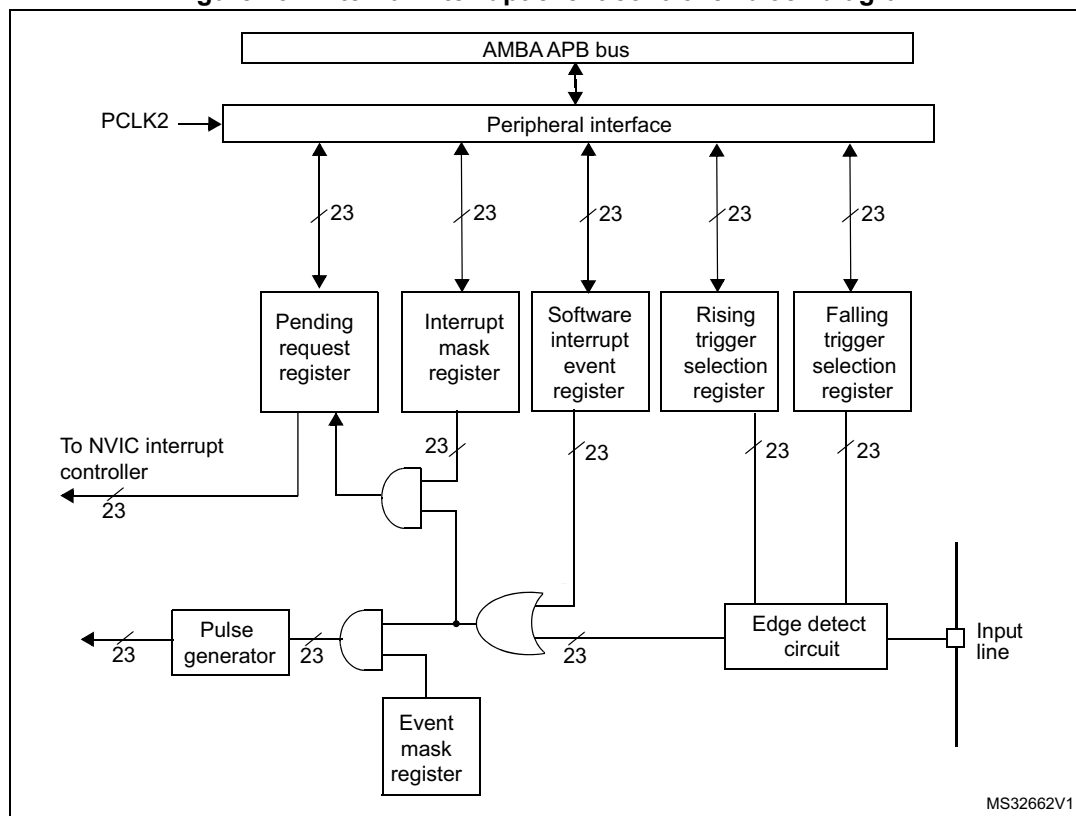 AMBA APB bus
PCLK2
Peripheral interface
23
23
23
23
23
Pending
request
register
Interrupt
mask
register
Software
interrupt
event
register
Rising
trigger
selection
register
Falling
trigger
selection
register
To NVIC interrupt
controller
23
23
23
23
23
Pulse
generator
23
23
23
Edge detect
circuit
Input
line
Event
mask
register
MS32662V1